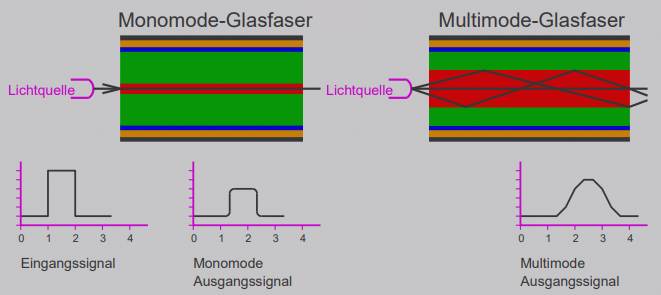 Monomode-Glasfaser
Multimode-Glasfaser
Lichtquelle
Lichtquelle
0 1 2 3 4
0 1 2 3 4
0 1 2 3 4
Eingangssignal
Monomode
Ausgangssignal
Multimode
Ausgangssignal